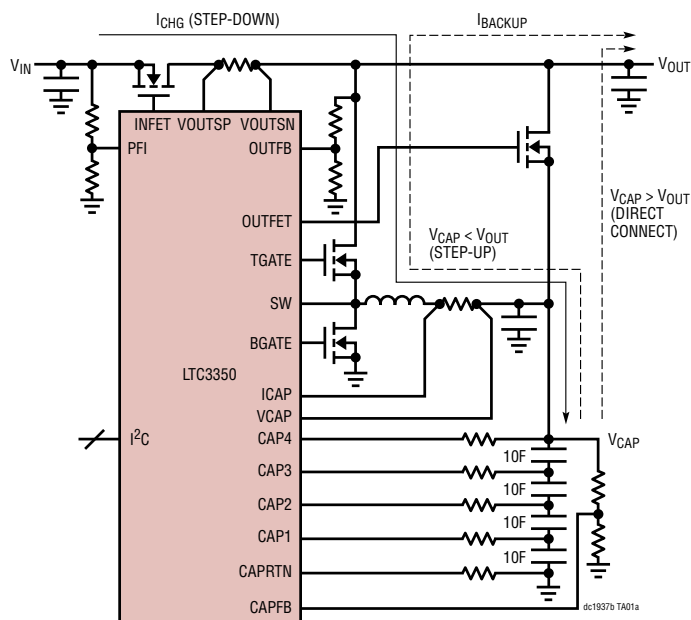 ICHG (STEP-DOWN)
IBACKUP
VIN
VOUT
INFET VOUTSP VOUTSN
PFI
OUTFB
OUTFET
VCAP > VOUT
(DIRECT
CONNECT)
VCAP < VOUT
(STEP-UP)
TGATE
SW
BGATE
LTC3350
ICAP
VCAP
I2C
CAP4
VCAP
10F
CAP3
10F
CAP2
10F
CAP1
10F
CAPRTN
CAPFB
dc1937b TA01a